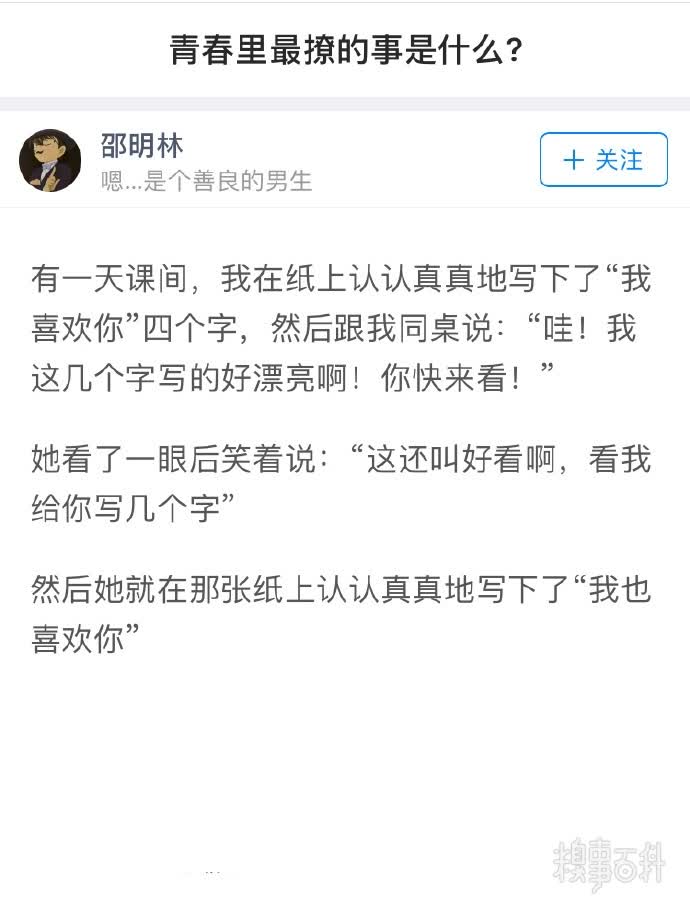 青春里最撩的事是什么?
邵明林
嗯...是个善良的男生
+ 关注
有一天课间，我在纸上认认真真地写下了“我
喜欢你”四个字，然后跟我同桌说：“哇！我
这几个字写的好漂亮啊！你快来看！”
她看了一眼后笑着说：“这还叫好看啊，看我
给你写几个字”
然后她就在那张纸上认认真真地写下了“我也
喜欢你”
糗事百科